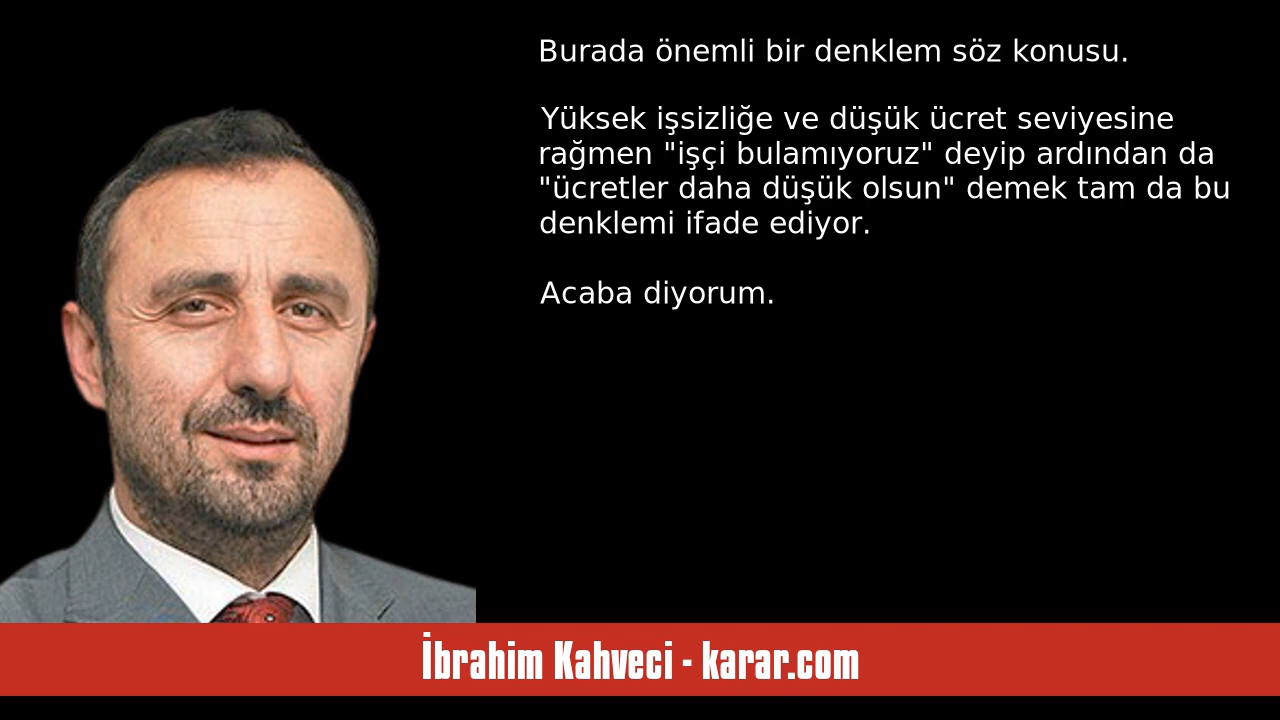 Burada önemli bir denklem söz konusu.
Yüksek işsizliğe ve düşük ücret seviyesine
rağmen "işçi bulamıyoruz" deyip ardından da
"ücretler daha düşük olsun" demek tam da bu
denklemi ifade ediyor.
Acaba diyorum.
İbrahim Kahveci - karar.com